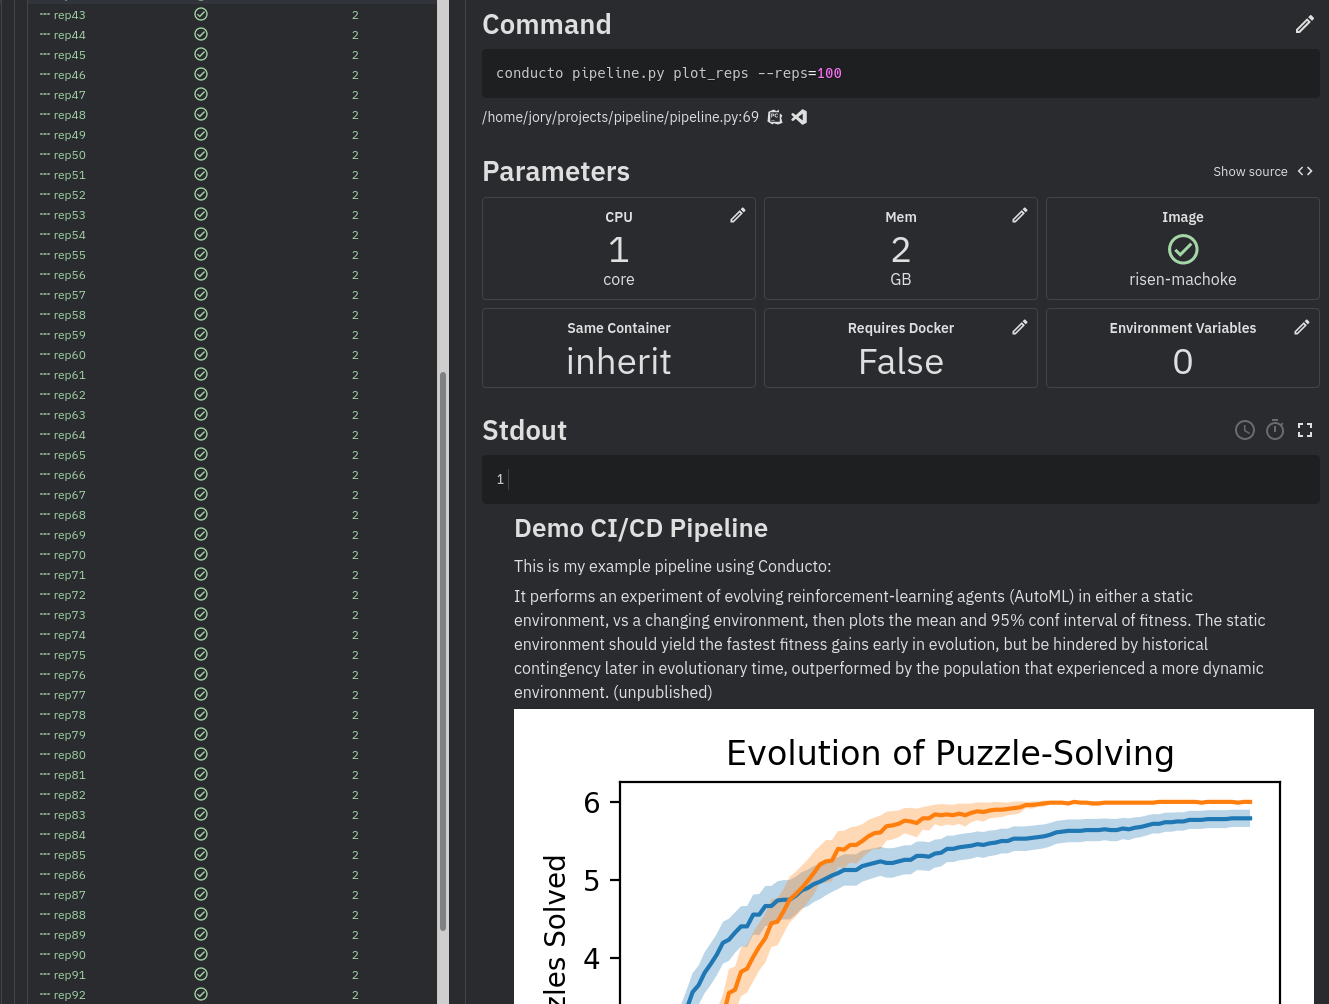 --- rep43 2
--- rep44 2
--- rep45 2
--- rep46 2
--- rep47 2
--- rep48 2
--- rep49 2
--- rep50 2
--- rep51 2
--- rep52 2
--- rep53 2
--- rep54 2
--- rep55 2
--- rep56 2
--- rep57 2
--- rep58 2
--- rep59 2
--- rep60 2
--- rep61 2
--- rep62 2
--- rep63 2
--- rep64 2
--- rep65 2
--- rep66 2
--- rep67 2
--- rep68 2
--- rep69 2
--- rep70 2
--- rep71 2
--- rep72 2
--- rep73 2
--- rep74 2
--- rep75 2
--- rep76 2
--- rep77 2
--- rep78 2
--- rep79 2
--- rep80 2
--- rep81 2
--- rep82 2
--- rep83 2
--- rep84 2
--- rep85 2
--- rep86 2
--- rep87 2
--- rep88 2
--- rep89 2
--- rep90 2
--- rep91 2
--- rep92 2
Command
conducto pipeline.py plot_reps --reps=100
/home/jory/projects/pipeline/pipeline.py:69
Parameters
Show source <>
CPU
1
core
Mem
2
GB
Image
risen-machoke
Same Container
inherit
Requires Docker
False
Environment Variables
0
Stdout
1
Demo CI/CD Pipeline
This is my example pipeline using Conducto:
It performs an experiment of evolving reinforcement-learning agents (AutoML) in either a static
environment, vs a changing environment, then plots the mean and 95% conf interval of fitness. The static
environment should yield the fastest fitness gains early in evolution, but be hindered by historical
contingency later in evolutionary time, outperformed by the population that experienced a more dynamic
environment. (unpublished)
Evolution of Puzzle-Solving
6
5
4
zles Solved